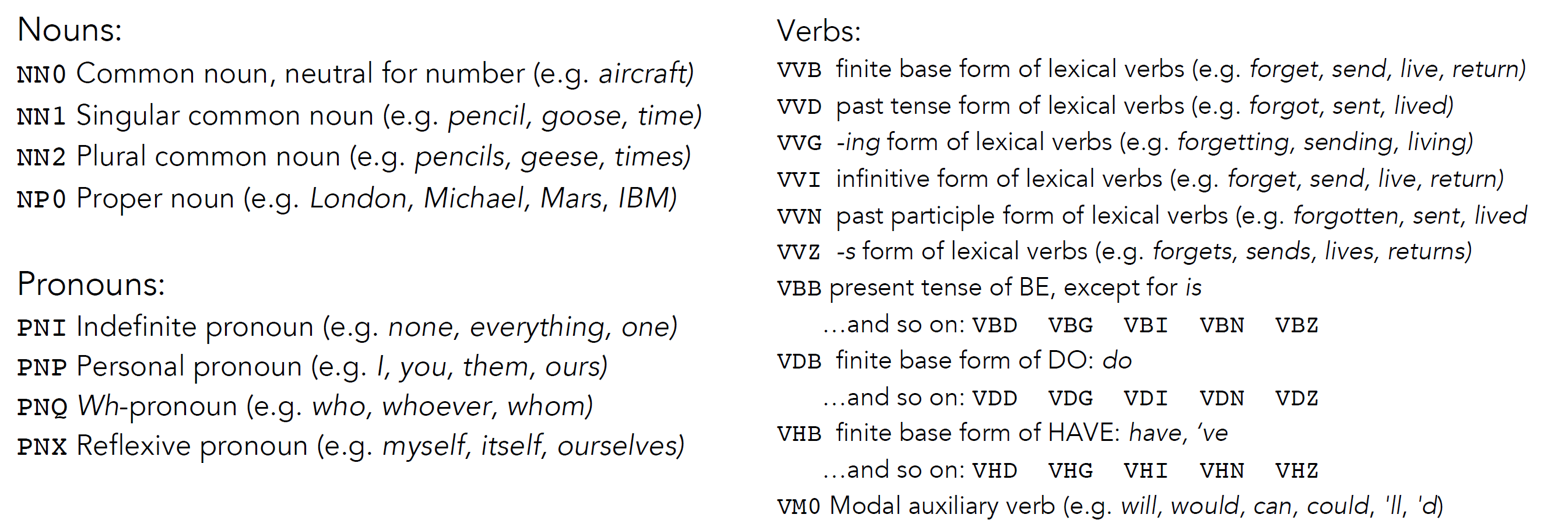 Nouns:
NN0 Common noun, neutral for number (e.g. aircraft)
NN1 Singular common noun (e.g. pencil, goose, time)
NN2 Plural common noun (e.g. pencils, geese, times)
NP0 Proper noun (e.g. London, Michael, Mars, IBM)
Pronouns:
PNI Indefinite pronoun (e.g. none, everything, one)
PNP Personal pronoun (e.g. I, you, them, ours)
PNQ Wh-pronoun (e.g. who, whoever, whom)
PNX Reflexive pronoun (e.g. myself, itself, ourselves)
Verbs:
VVB finite base form of lexical verbs (e.g. forget, send, live, return)
VVD past tense form of lexical verbs (e.g. forgot, sent, lived)
VVG -ing form of lexical verbs (e.g. forgetting, sending, living)
VVI infinitive form of lexical verbs (e.g. forget, send, live, return)
VVN past participle form of lexical verbs (e.g. forgotten, sent, lived
VVZ -s form of lexical verbs (e.g. forgets, sends, lives, returns)
VBB present tense of BE, except for is
…and so on: VBD VBG VBI VBN VBZ
VDB finite base form of DO: do
…and so on: VDD VDG VDI VDN VDZ
VHB finite base form of HAVE: have, ‘ve
…and so on: VHD VHG VHI VHN VHZ
VM0 Modal auxiliary verb (e.g. will, would, can, could, 'll, 'd)